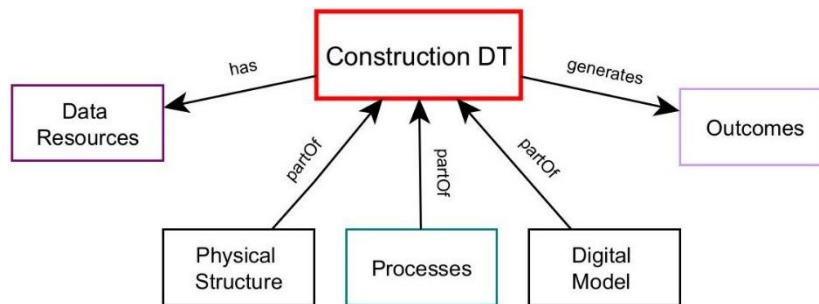 Construction DT
has
generates
Data
Resources
Outcomes
partOf
partOf
partOf
Physical
Structure
Processes
Digital
Model